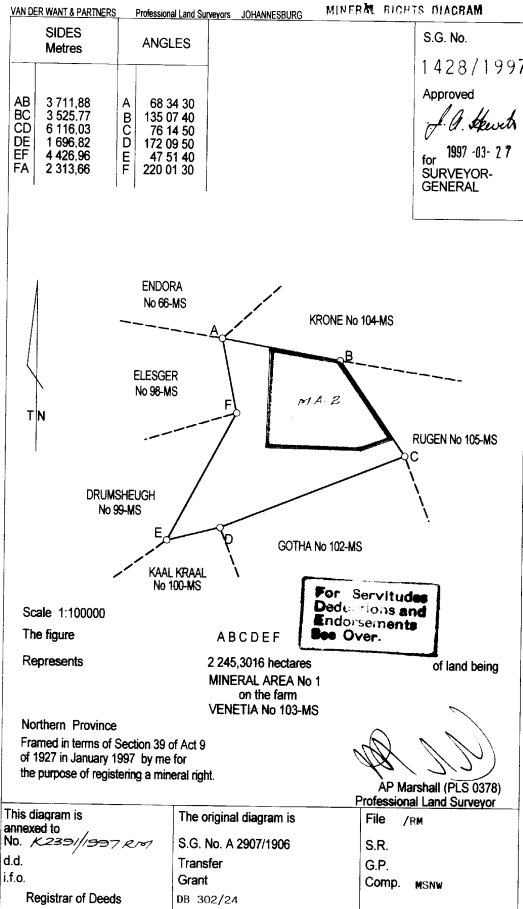 VAN DER WANT & PARTNERS Professional Land Surveyors JOHANNESBURG MINERAL RIGHTS DIAGRAM
SIDES
Metres
ANGLES
AB 3 711,88 A 68 34 30
BC 3 525,77 B 135 07 40
CD 6 116,03 C 76 14 50
DE 1 696,82 D 172 09 50
EF 4 426,96 E 47 51 40
FA 2 313,66 F 220 01 30
S.G. No.
1428/1997
Approved
for 1997 -03- 27
SURVEYOR-
GENERAL
ENDORA
No 66-MS
KRONE No 104-MS
A
B
ELESGER
No 98-MS
MA-2
F
T N
RUGEN No 105-MS
C
DRUMSHEUGH
No 99-MS
E
D
GOTHA No 102-MS
KAAL KRAAL
No 100-MS
For Servitudes
Deductions and
Endorsements
See Over.
Scale 1:100000
The figure A B C D E F
Represents 2 245,3016 hectares of land being
MINERAL AREA No 1
on the farm
VENETIA No 103-MS
Northern Province
Framed in terms of Section 39 of Act 9
of 1927 in January 1997 by me for
the purpose of registering a mineral right.
AP Marshall (PLS 0378)
Professional Land Surveyor
This diagram is
annexed to
No. K2391/1997 RM
d.d.
i.f.o.
Registrar of Deeds
The original diagram is
S.G. No. A 2907/1906
Transfer
Grant
DB 302/24
File /RM
S.R.
G.P.
Comp. MSNW